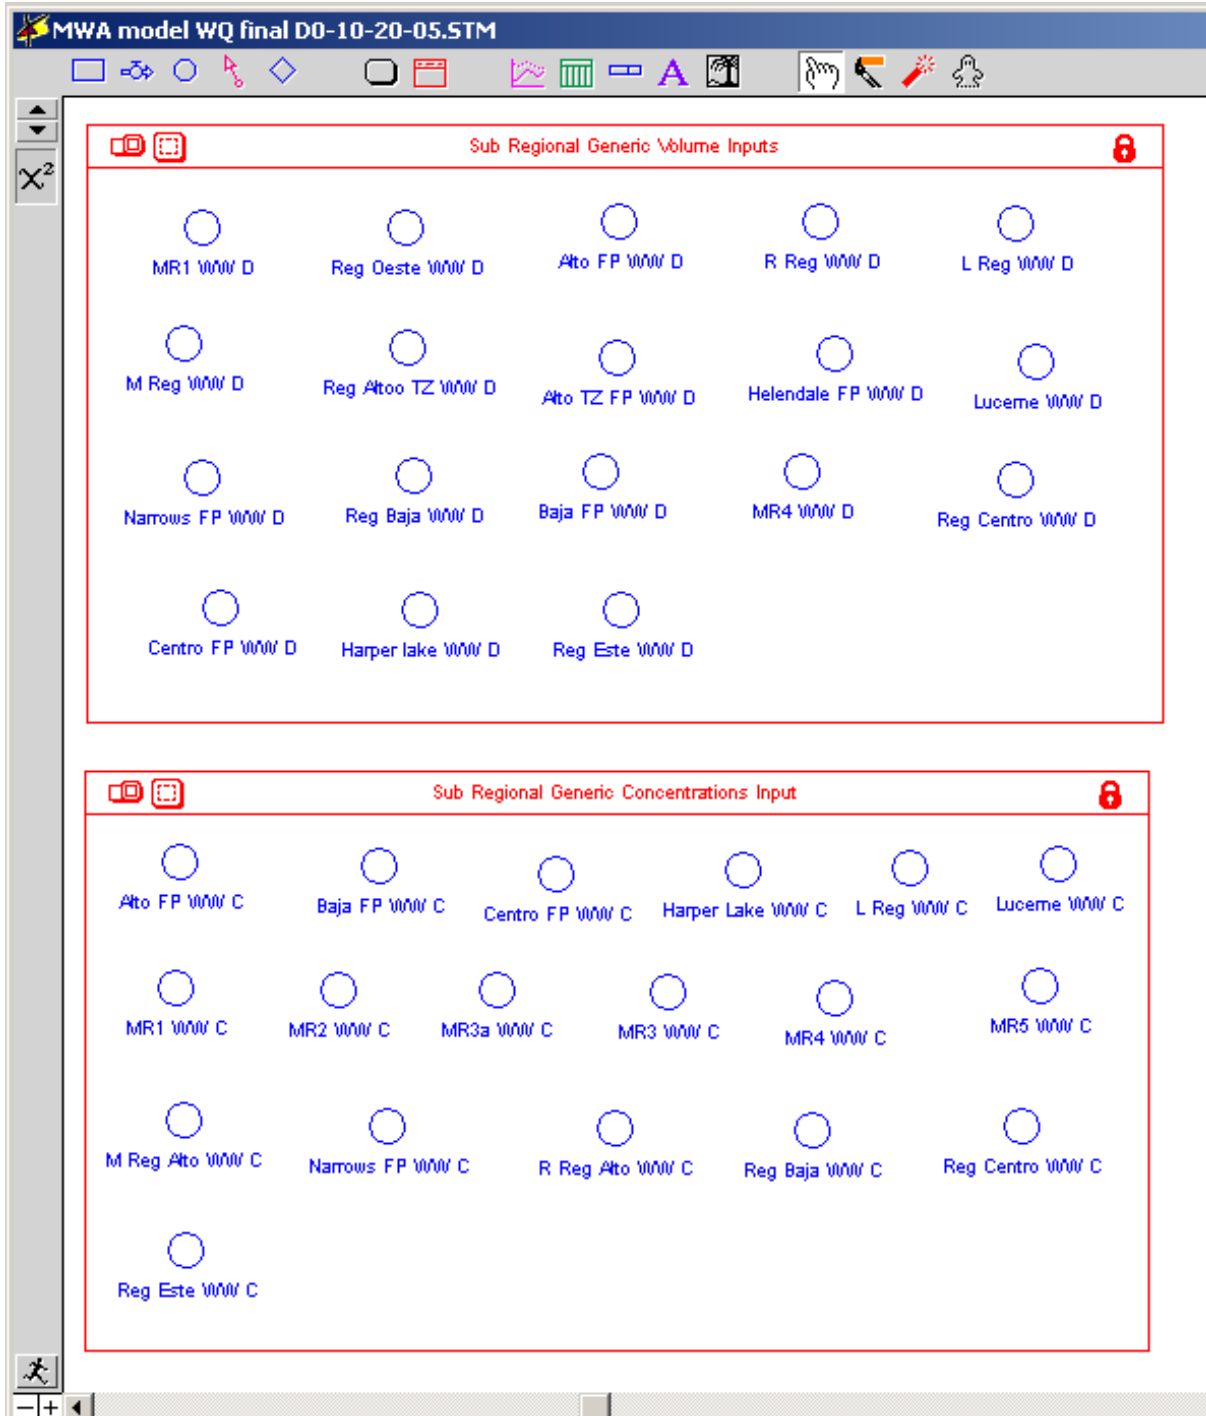 MWA model WQ final D0-10-20-05.STM
A
X²
Sub Regional Generic Volume Inputs
MR1 WW D
Reg Oeste WW D
Alto FP WW D
R Reg WW D
L Reg WW D
M Reg WW D
Reg Altoo TZ WW D
Alto TZ FP WW D
Helendale FP WW D
Lucerne WW D
Narrows FP WW D
Reg Baja WW D
Baja FP WW D
MR4 WW D
Reg Centro WW D
Centro FP WW D
Harper lake WW D
Reg Este WW D
Sub Regional Generic Concentrations Input
Alto FP WW C
Baja FP WW C
Centro FP WW C
Harper Lake WW C
L Reg WW C
Lucerne WW C
MR1 WW C
MR2 WW C
MR3a WW C
MR3 WW C
MR4 WW C
MR5 WW C
M Reg Alto WW C
Narrows FP WW C
R Reg Alto WW C
Reg Baja WW C
Reg Centro WW C
Reg Este WW C